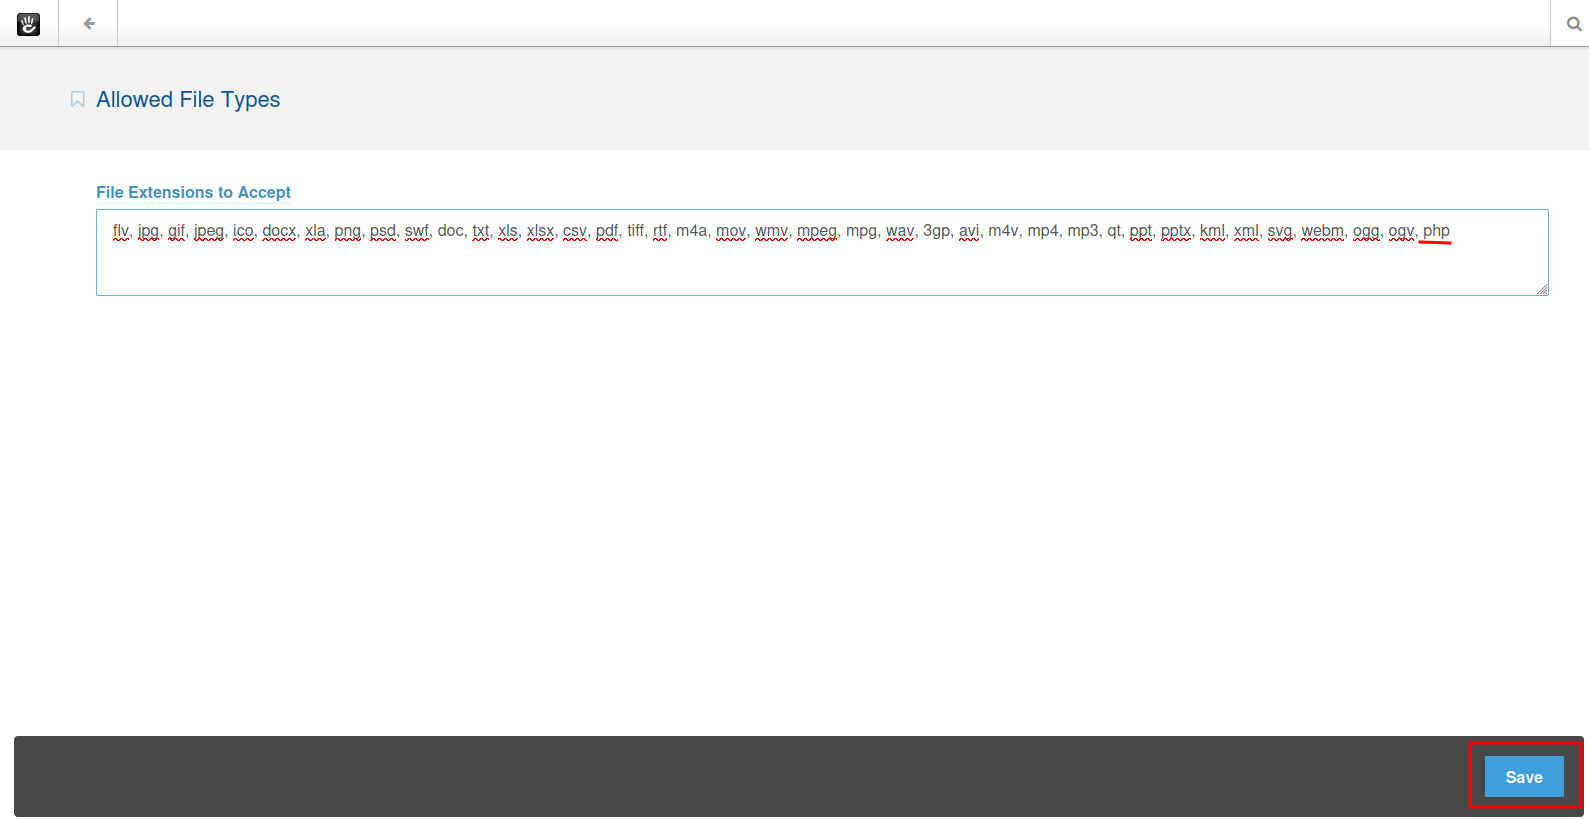 Allowed File Types
File Extensions to Accept
flv, jpg, gif, jpeg, ico, docx, xla, png, psd, swf, doc, txt, xls, xlsx, csv, pdf, tiff, rtf, m4a, mov, wmv, mpeg, mpg, wav, 3gp, avi, m4v, mp4, mp3, qt, ppt, pptx, kml, xml, svg, webm, ogg, ogv, php
Save